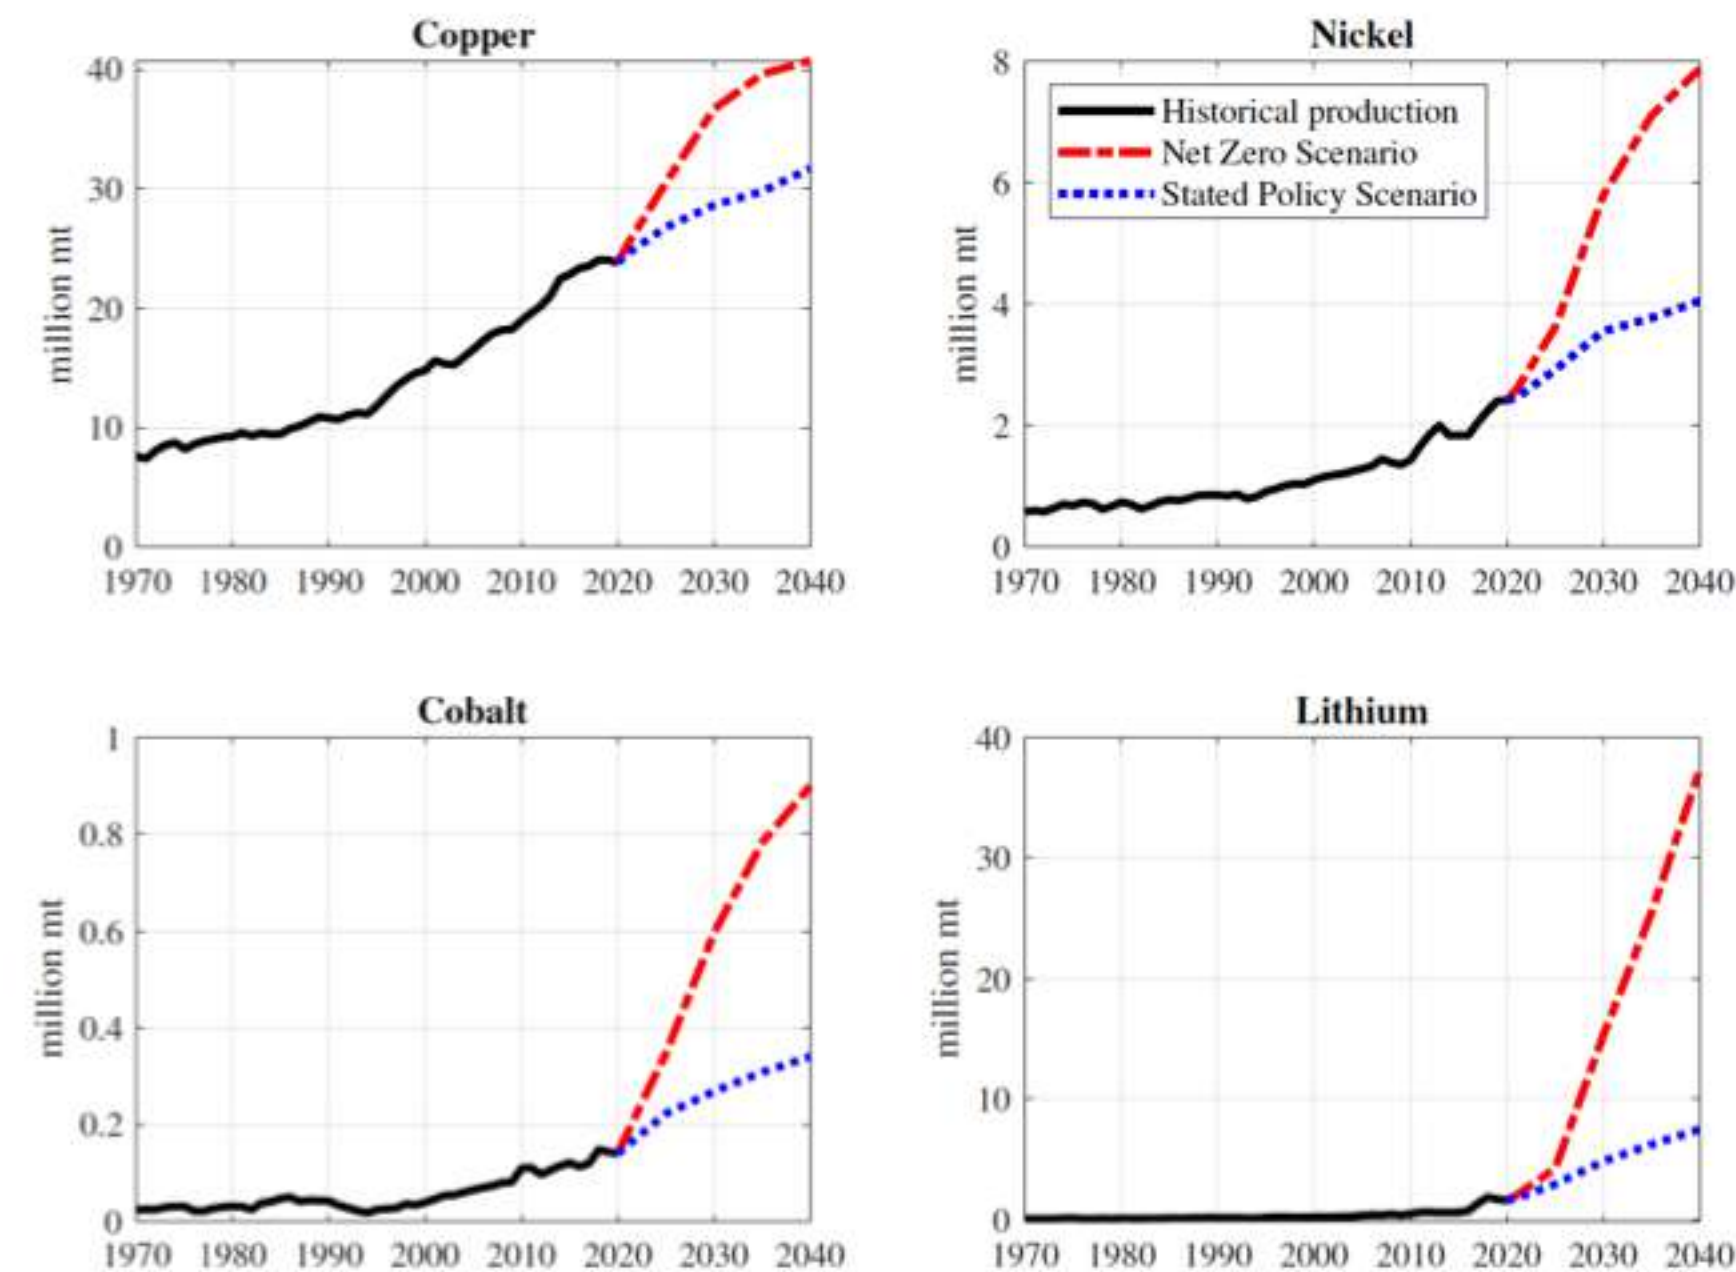 Copper
40
30
20
10
0
million mt
1970 1980 1990 2000 2010 2020 2030 2040
Nickel
8
6
4
2
0
million mt
Historical production
Net Zero Scenario
Stated Policy Scenario
1970 1980 1990 2000 2010 2020 2030 2040
Cobalt
1
0.8
0.6
0.4
0.2
0
million mt
1970 1980 1990 2000 2010 2020 2030 2040
Lithium
40
30
20
10
0
million mt
1970 1980 1990 2000 2010 2020 2030 2040